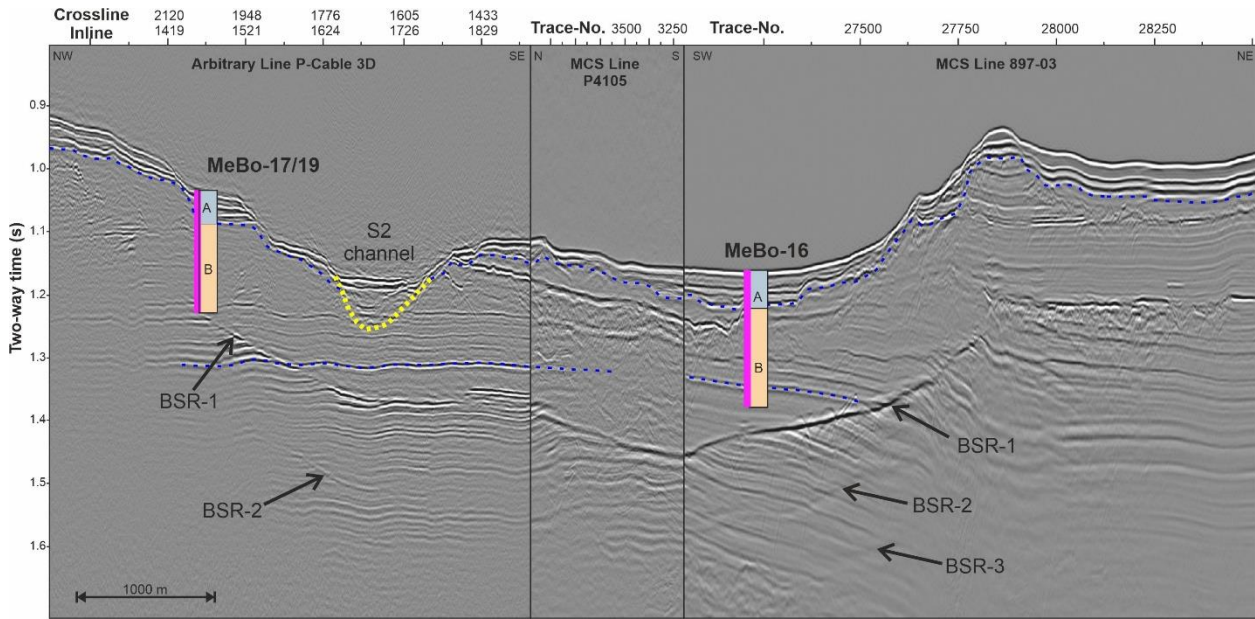 Crossline 2120 1948 1776 1605 1433
Inline 1419 1521 1624 1726 1829
Trace-No. 3500 3250
Trace-No. 27500 27750 28000 28250
NW Arbitrary Line P-Cable 3D SE
N MCS Line S
P4105
SW MCS Line 897-03 NE
Two-way time (s)
0.9
1.0
1.1
1.2
1.3
1.4
1.5
1.6
MeBo-17/19
A
B
S2
channel
MeBo-16
A
B
BSR-1
BSR-2
BSR-1
BSR-2
BSR-3
1000 m